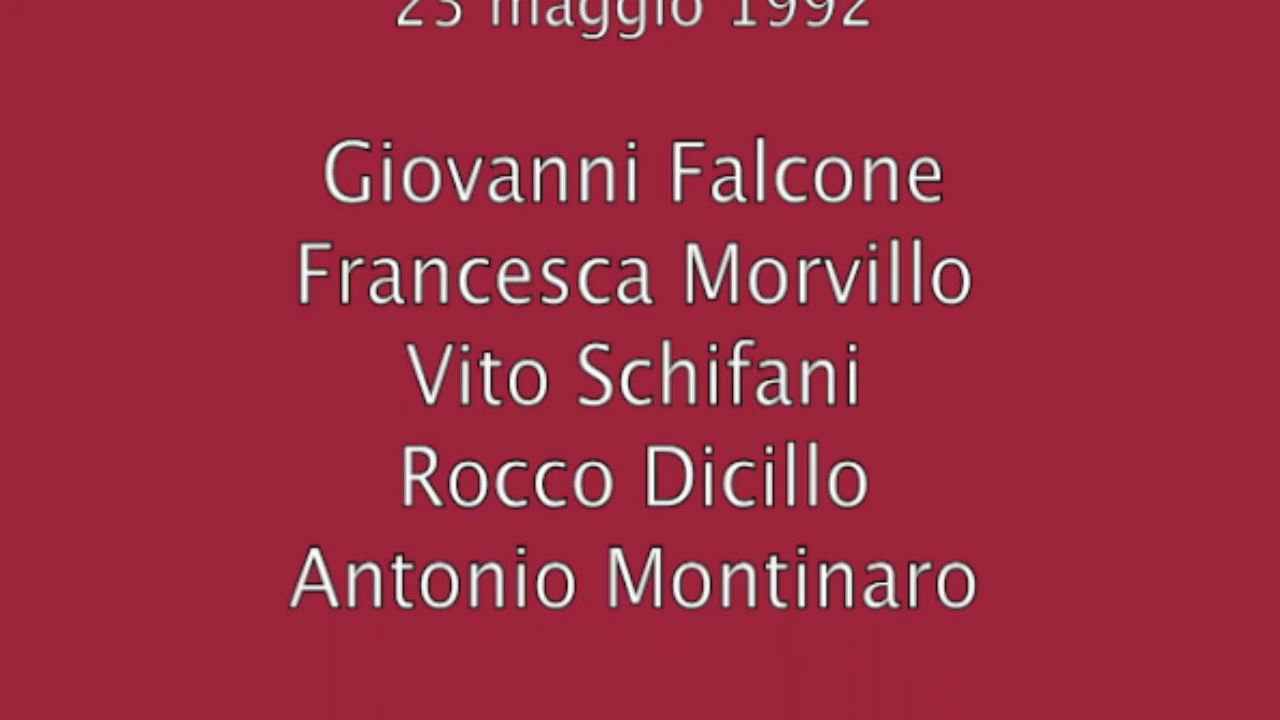 23 maggio 1992
Giovanni Falcone
Francesca Morvillo
Vito Schifani
Rocco Dicillo
Antonio Montinaro